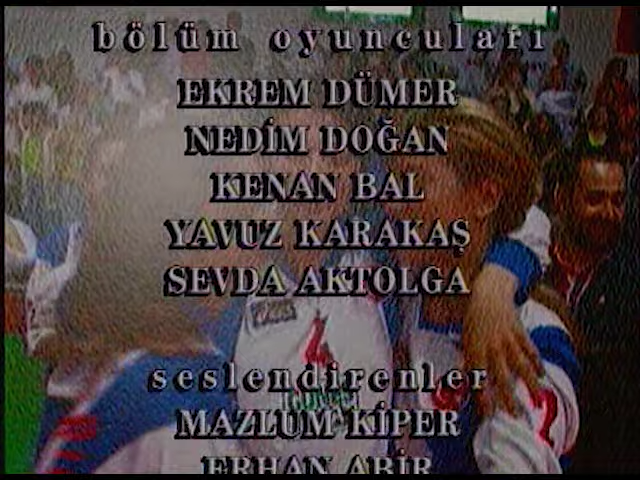 bölüm oyuncuları
EKREM DÜMER
NEDİM DOĞAN
KENAN BAL
YAVUZ KARAKAŞ
SEVDA AKTOLGA
seslendirenler
MAZLUM KİPER
ERHAN ABİR